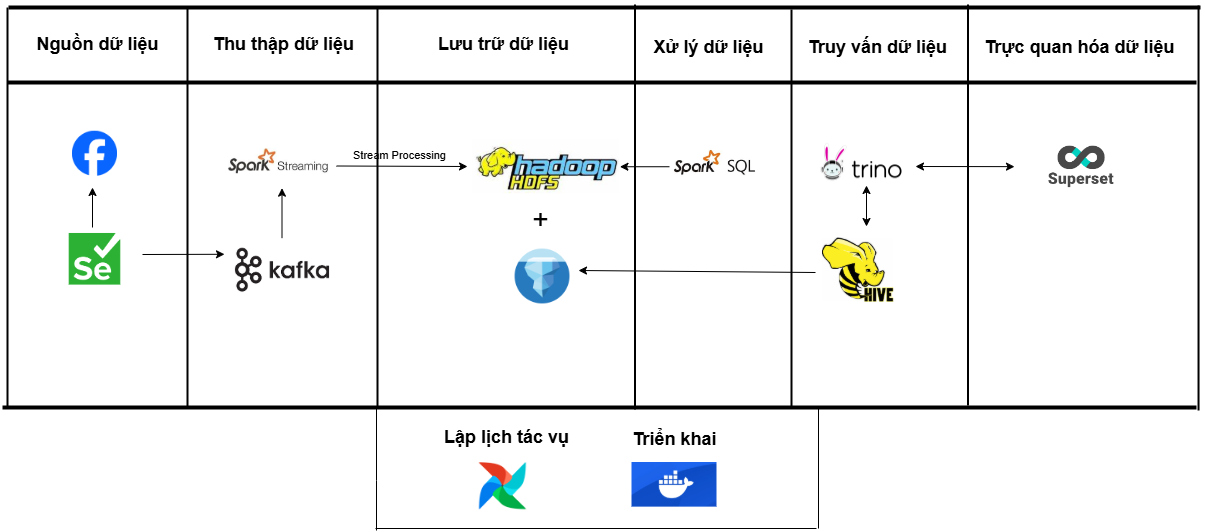 Nguồn dữ liệu
Thu thập dữ liệu
Lưu trữ dữ liệu
Xử lý dữ liệu
Truy vấn dữ liệu
Trực quan hóa dữ liệu
Spark Streaming
Stream Processing
hadoop
HDFS
Spark SQL
trino
Superset
+
Se
kafka
HIVE
Lập lịch tác vụ
Triển khai